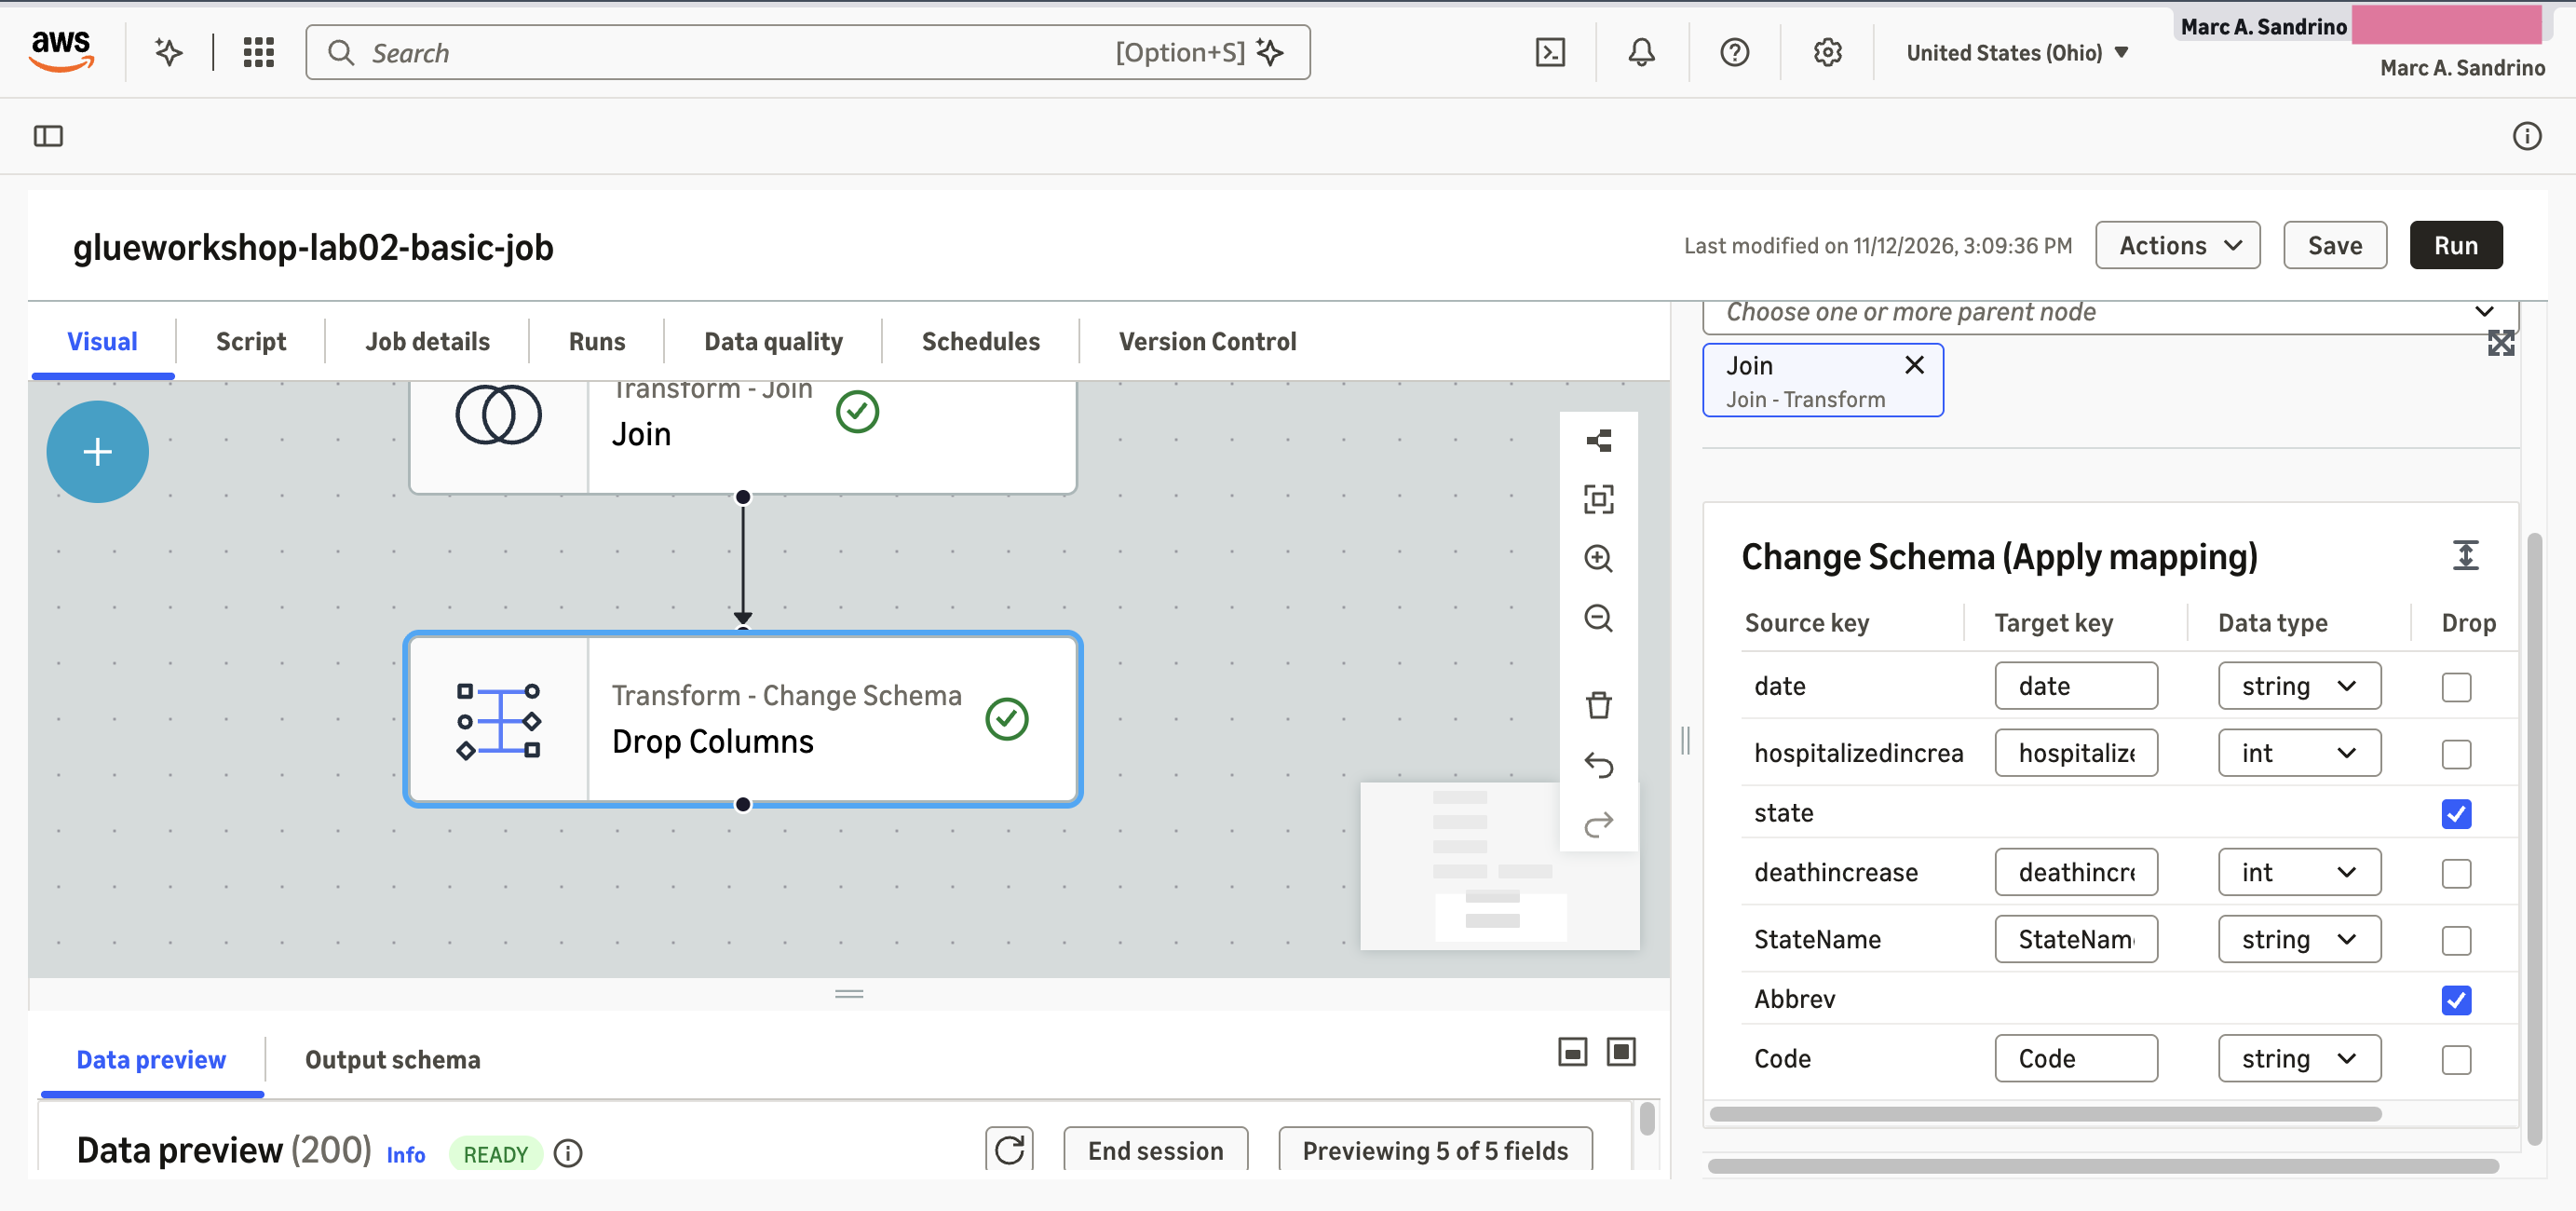 aws
Search
[Option+S]
United States (Ohio)
Marc A. Sandrino
Marc A. Sandrino
glueworkshop-lab02-basic-job
Last modified on 11/12/2026, 3:09:36 PM
Actions
Save
Run
Visual
Script
Job details
Runs
Data quality
Schedules
Version Control
Transform - Join
Join
Transform - Change Schema
Drop Columns
Data preview
Output schema
Data preview (200) Info
READY
End session
Previewing 5 of 5 fields
Choose one or more parent node
Join
Join - Transform
Change Schema (Apply mapping)
Source key Target key Data type Drop
date date string
hospitalizedincrea hospitalize int
state
deathincrease deathincre int
StateName StateNam string
Abbrev
Code Code string